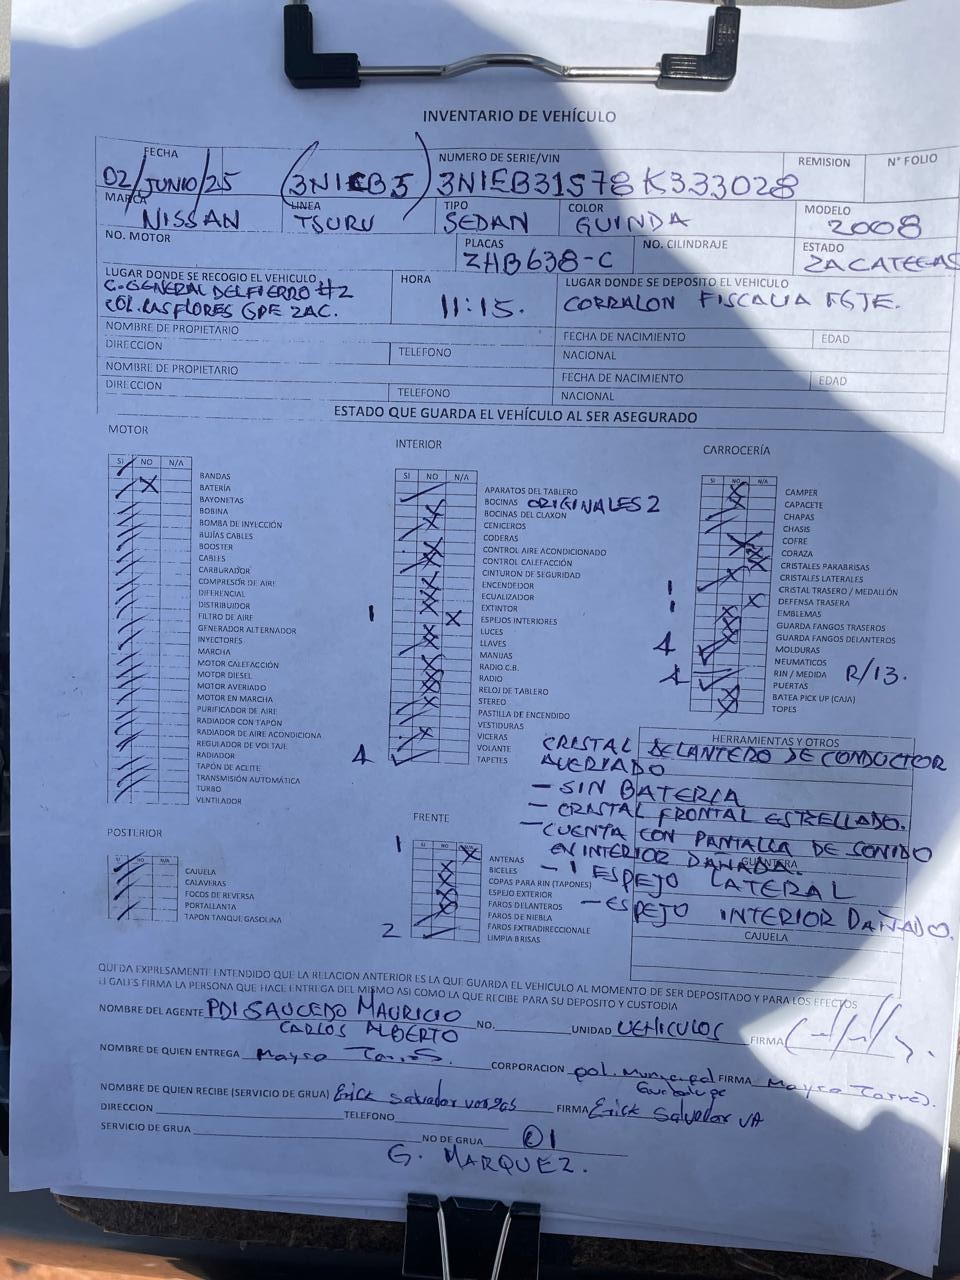 INVENTARIO DE VEHÍCULO
FECHA
02/JUNIO/25
(3N1EB3)
NUMERO DE SERIE/VIN
3N1EB31S78K333028
REMISION
N° FOLIO
MARCA
NISSAN
LINEA
TSURU
TIPO
SEDAN
COLOR
GUINDA
MODELO
2008
NO. MOTOR
PLACAS
ZHB638-C
NO. CILINDRAJE
ESTADO
ZACATECAS
LUGAR DONDE SE RECOGIO EL VEHICULO
C. GENERAL DELFIERRO #2
COL. LAS FLORES GPE ZAC.
HORA
11:15.
LUGAR DONDE SE DEPOSITO EL VEHICULO
CORRALON FISCALIA FGJE.
NOMBRE DE PROPIETARIO
FECHA DE NACIMIENTO
EDAD
DIRECCION
TELEFONO
NACIONAL
NOMBRE DE PROPIETARIO
FECHA DE NACIMIENTO
EDAD
DIRECCION
TELEFONO
NACIONAL
ESTADO QUE GUARDA EL VEHÍCULO AL SER ASEGURADO
MOTOR
SI NO N/A
BANDAS
BATERÍA
BAYONETAS
BOBINA
BOMBA DE INYECCIÓN
BUJÍAS CABLES
BOOSTER
CABLES
CARBURADOR
COMPRESOR DE AIRE
DIFERENCIAL
DISTRIBUIDOR
FILTRO DE AIRE
GENERADOR ALTERNADOR
INYECTORES
MARCHA
MOTOR CALEFACCIÓN
MOTOR DIESEL
MOTOR AVERIADO
MOTOR EN MARCHA
PURIFICADOR DE AIRE
RADIADOR CON TAPÓN
RADIADOR DE AIRE ACONDICIONA
REGULADOR DE VOLTAJE
RADIADOR
TAPÓN DE ACEITE
TRANSMISIÓN AUTOMÁTICA
TURBO
VENTILADOR
INTERIOR
SI NO N/A
APARATOS DEL TABLERO
BOCINAS ORIGINALES 2
BOCINAS DEL CLAXON
CENICEROS
CODERAS
CONTROL AIRE ACONDICIONADO
CONTROL CALEFACCIÓN
CINTURON DE SEGURIDAD
ENCENDEDOR
ECUALIZADOR
EXTINTOR
1 ESPEJOS INTERIORES
LUCES
LLAVES
MANIJAS
RADIO C.B.
RADIO
RELOJ DE TABLERO
STEREO
PASTILLA DE ENCENDIDO
VESTIDURAS
VICERAS
VOLANTE
4 TAPETES
CARROCERÍA
SI NO N/A
CAMPER
CAPACETE
CHAPAS
CHASIS
COFRE
CORAZA
CRISTALES PARABRISAS
CRISTALES LATERALES
1 CRISTAL TRASERO / MEDALLÓN
1 DEFENSA TRASERA
EMBLEMAS
GUARDA FANGOS TRASEROS
GUARDA FANGOS DELANTEROS
4 MOLDURAS
NEUMATICOS
4 RIN / MEDIDA R/13.
PUERTAS
BATEA PICK UP (CAJA)
TOPES
HERRAMIENTAS Y OTROS
CRISTAL DELANTERO DE CONDUCTOR
AVERIADO
- SIN BATERIA
- CRISTAL FRONTAL ESTRELLADO.
- CUENTA CON PANTALLA DE SONIDO
EN INTERIOR DAÑADA.
GUANTERA
- 1 ESPEJO LATERAL
- ESPEJO INTERIOR DAÑADO.
CAJUELA
POSTERIOR
SI NO N/A
CAJUELA
CALAVERAS
FOCOS DE REVERSA
PORTALLANTA
TAPON TANQUE GASOLINA
FRENTE
SI NO N/A
1 ANTENAS
BICELES
COPAS PARA RIN (TAPONES)
ESPEJO EXTERIOR
FAROS DELANTEROS
FAROS DE NIEBLA
FAROS EXTRADIRECCIONALE
2 LIMPIA BRISAS
QUEDA EXPRESAMENTE ENTENDIDO QUE LA RELACION ANTERIOR ES LA QUE GUARDA EL VEHICULO AL MOMENTO DE SER DEPOSITADO Y PARA LOS EFECTOS
LEGALES FIRMA LA PERSONA QUE HACE ENTREGA DEL MISMO ASI COMO LA QUE RECIBE PARA SU DEPOSITO Y CUSTODIA
NOMBRE DEL AGENTE PDI SAUCEDO MAURICIO
CARLOS ALBERTO
NO.
UNIDAD VEHICULOS
FIRMA
NOMBRE DE QUIEN ENTREGA Mayra Torres.
CORPORACION pol. Municipal
Guadalupe
FIRMA Mayra Torres.
NOMBRE DE QUIEN RECIBE (SERVICIO DE GRUA) Erick Salvador Vargas
FIRMA Erick Salvador VA
DIRECCION
TELEFONO
SERVICIO DE GRUA
NO DE GRUA 01
G. MARQUEZ.